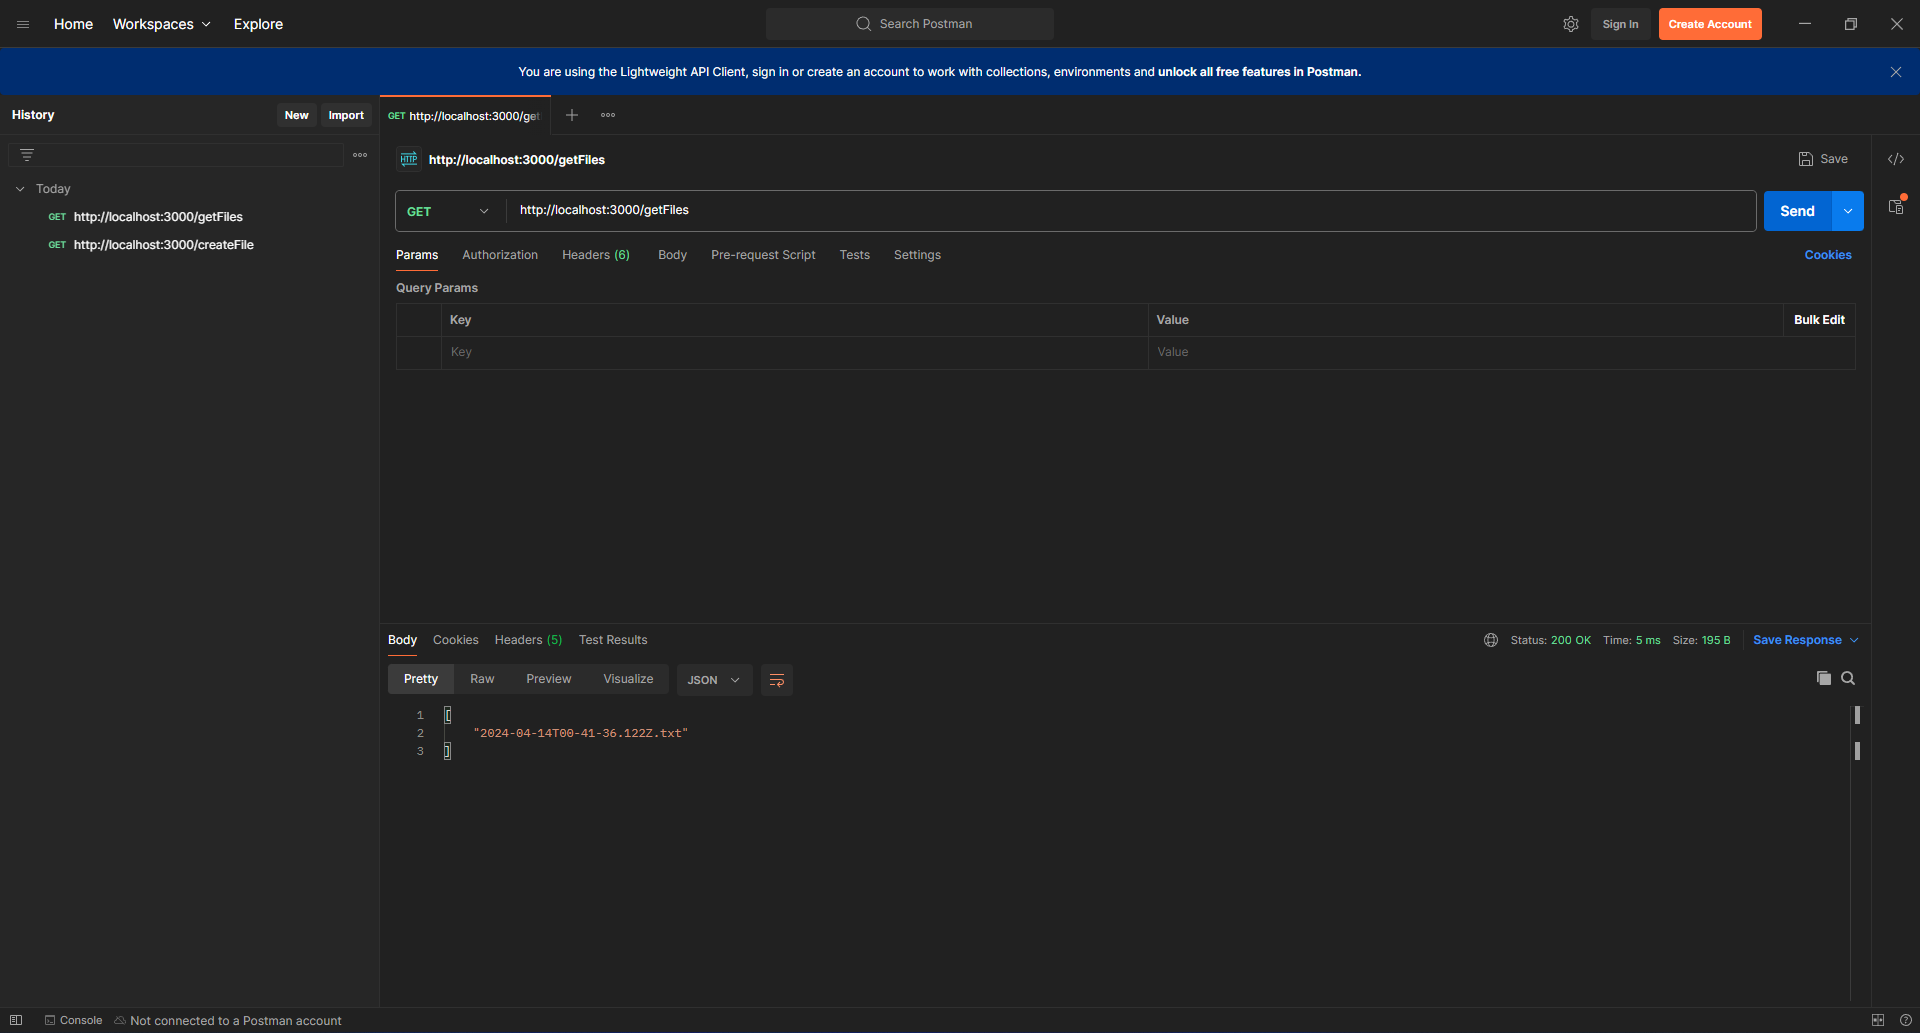 Home Workspaces Explore
Search Postman
Sign In Create Account
You are using the Lightweight API Client, sign in or create an account to work with collections, environments and unlock all free features in Postman.
History New Import
GET http://localhost:3000/get
HTTP http://localhost:3000/getFiles
Save
Today
GET http://localhost:3000/getFiles
GET http://localhost:3000/createFile
GET http://localhost:3000/getFiles
Send
Params Authorization Headers (6) Body Pre-request Script Tests Settings
Cookies
Query Params
Key Value Bulk Edit
Key Value
Body Cookies Headers (5) Test Results
Status: 200 OK Time: 5 ms Size: 195 B Save Response
Pretty Raw Preview Visualize JSON
1 [
2 "2024-04-14T00-41-36.122Z.txt"
3 ]
Console Not connected to a Postman account